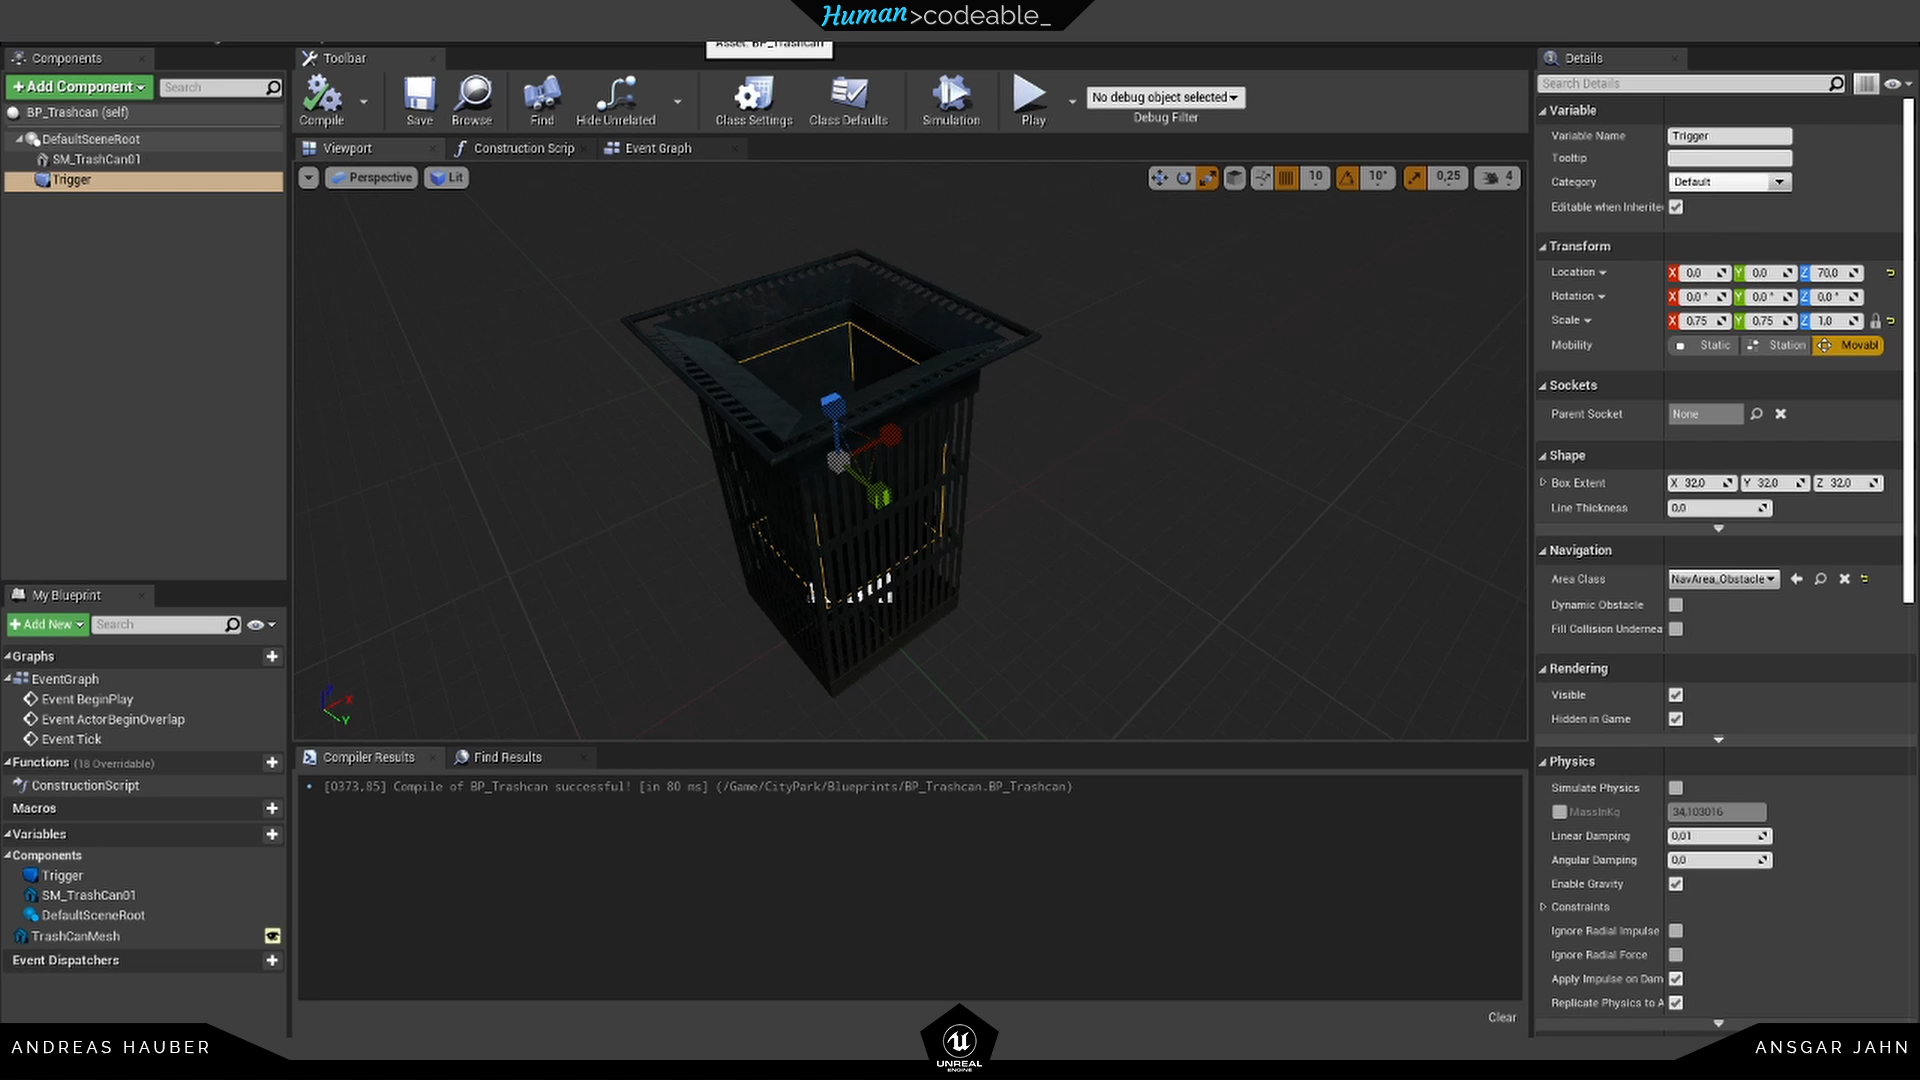 Human>codeable_
Asset: BP_Trashcan
Components
Add Component
Search
BP_Trashcan (self)
DefaultSceneRoot
SM_TrashCan01
Trigger
Toolbar
Compile
Save
Browse
Find
Hide Unrelated
Class Settings
Class Defaults
Simulation
Play
No debug object selected
Debug Filter
Viewport
Construction Scrip
Event Graph
Perspective
Lit
10
10°
0,25
4
My Blueprint
Add New
Search
Graphs
EventGraph
Event BeginPlay
Event ActorBeginOverlap
Event Tick
Functions (18 Overridable)
ConstructionScript
Macros
Variables
Components
Trigger
SM_TrashCan01
DefaultSceneRoot
TrashCanMesh
Event Dispatchers
X
Y
Compiler Results
Find Results
[0373,85] Compile of BP_Trashcan successful! [in 80 ms] (/Game/CityPark/Blueprints/BP_Trashcan.BP_Trashcan)
Clear
Details
Search Details
Variable
Variable Name Trigger
Tooltip
Category Default
Editable when Inherite
Transform
Location X 0,0 Y 0,0 Z 70,0
Rotation X 0,0° Y 0,0° Z 0,0°
Scale X 0,75 Y 0,75 Z 1,0
Mobility Static Station Movabl
Sockets
Parent Socket None
Shape
Box Extent X 32,0 Y 32,0 Z 32,0
Line Thickness 0,0
Navigation
Area Class NavArea_Obstacle
Dynamic Obstacle
Fill Collision Undernea
Rendering
Visible
Hidden in Game
Physics
Simulate Physics
MassInKg 34,103016
Linear Damping 0,01
Angular Damping 0,0
Enable Gravity
Constraints
Ignore Radial Impulse
Ignore Radial Force
Apply Impulse on Dam
Replicate Physics to A
ANDREAS HAUBER
UNREAL
ENGINE
ANSGAR JAHN